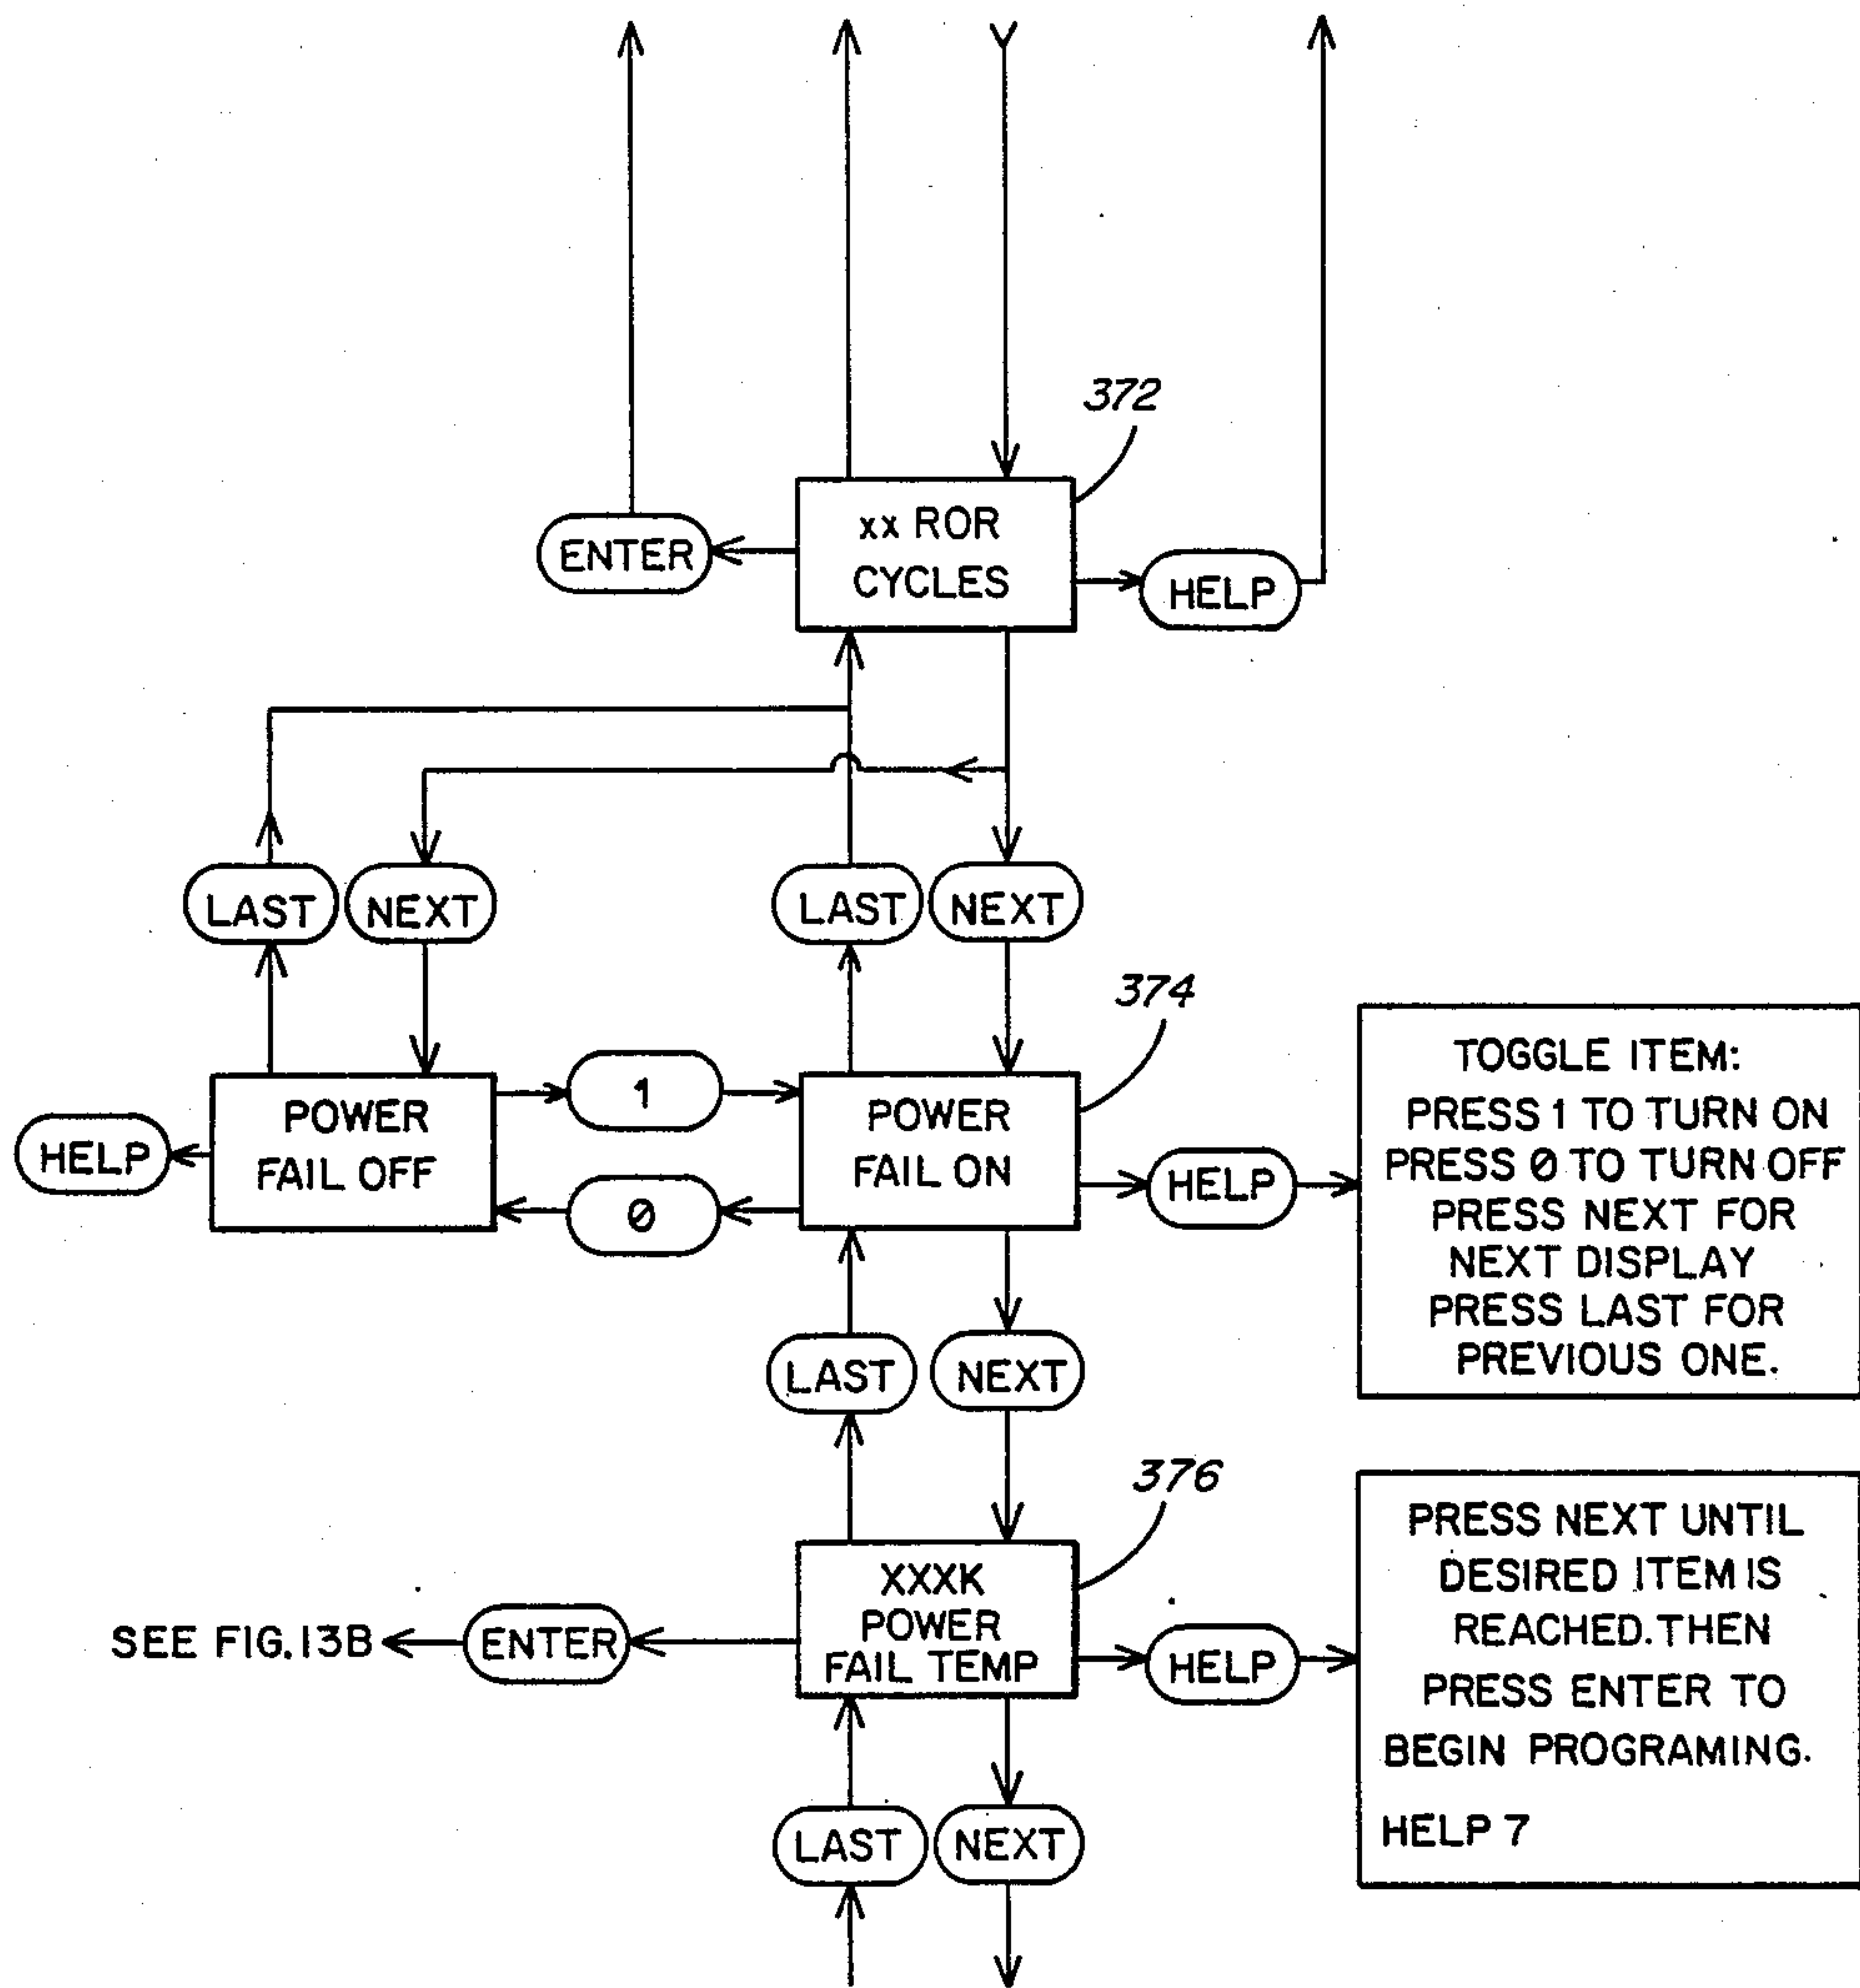 372
xx ROR
CYCLES
ENTER
HELP
LAST
NEXT
LAST
NEXT
374
POWER
FAIL OFF
1
POWER
FAIL ON
HELP
0
HELP
TOGGLE ITEM:
PRESS 1 TO TURN ON
PRESS 0 TO TURN OFF
PRESS NEXT FOR
NEXT DISPLAY
PRESS LAST FOR
PREVIOUS ONE.
LAST
NEXT
376
XXXK
POWER
FAIL TEMP
SEE FIG. 13B
ENTER
HELP
PRESS NEXT UNTIL
DESIRED ITEM IS
REACHED. THEN
PRESS ENTER TO
BEGIN PROGRAMING.
HELP 7
LAST
NEXT